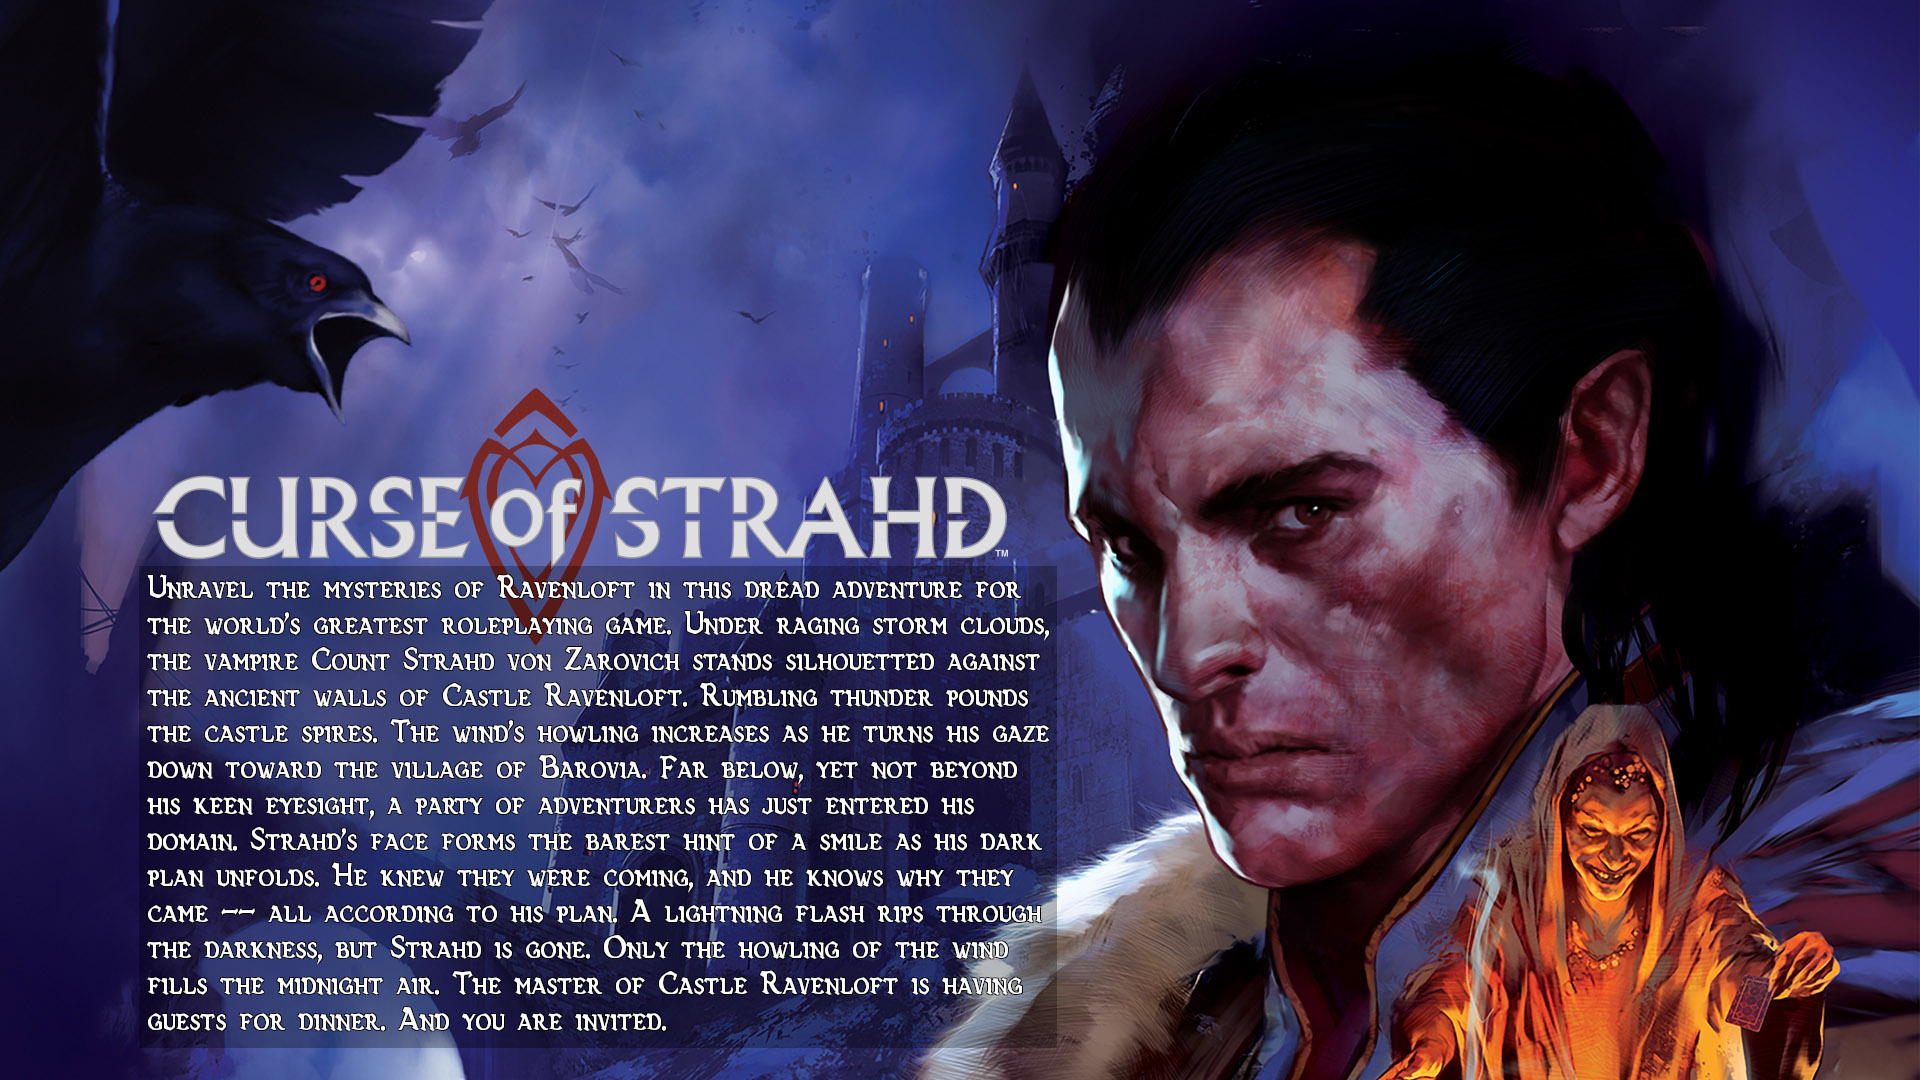 CURSE of STRAHD™
Unravel the mysteries of Ravenloft in this dread adventure for
the world's greatest roleplaying game. Under raging storm clouds,
the vampire Count Strahd von Zarovich stands silhouetted against
the ancient walls of Castle Ravenloft. Rumbling thunder pounds
the castle spires. The wind's howling increases as he turns his gaze
down toward the village of Barovia. Far below, yet not beyond
his keen eyesight, a party of adventurers has just entered his
domain. Strahd's face forms the barest hint of a smile as his dark
plan unfolds. He knew they were coming, and he knows why they
came -- all according to his plan. A lightning flash rips through
the darkness, but Strahd is gone. Only the howling of the wind
fills the midnight air. The master of Castle Ravenloft is having
guests for dinner. And you are invited.